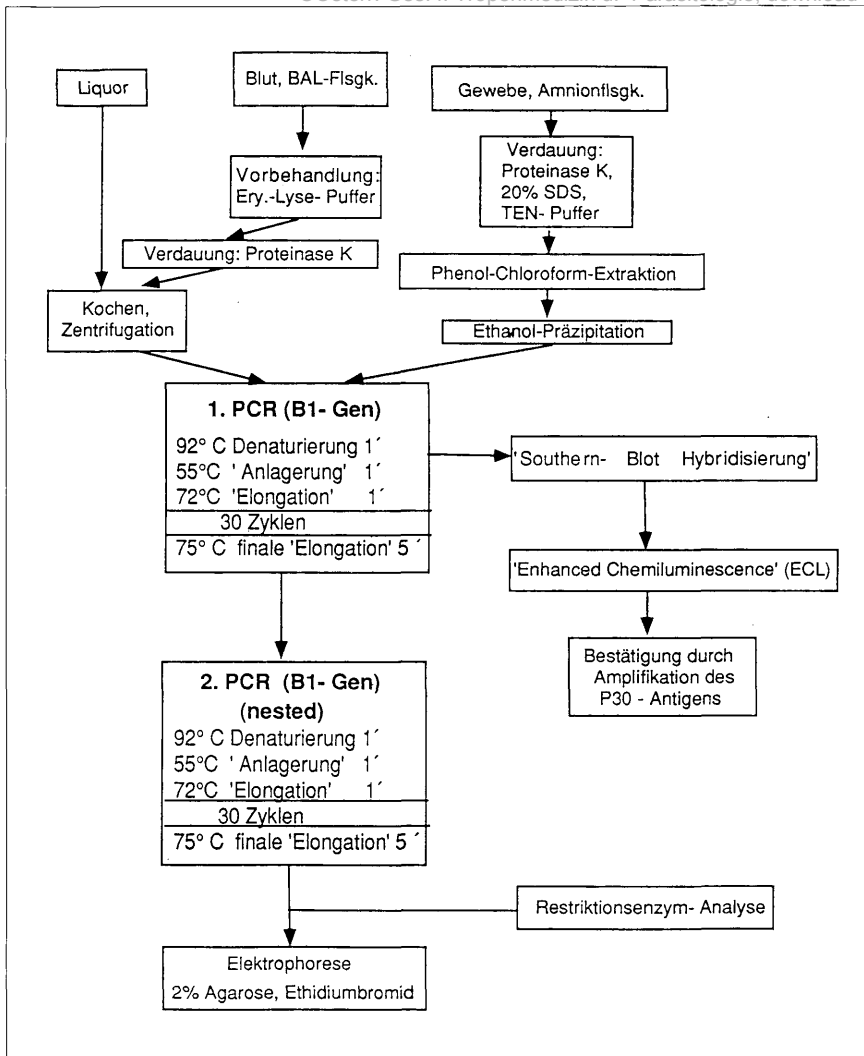 Liquor
Blut, BAL-Flsgk.
Gewebe, Amnionflsgk.
Vorbehandlung:
Ery.-Lyse- Puffer
Verdauung:
Proteinase K,
20% SDS,
TEN- Puffer
Verdauung: Proteinase K
Phenol-Chloroform-Extraktion
Kochen,
Zentrifugation
Ethanol-Präzipitation
1. PCR (B1- Gen)
92° C Denaturierung 1´
55°C ' Anlagerung' 1´
72°C 'Elongation' 1´
30 Zyklen
75° C finale 'Elongation' 5 ´
'Southern- Blot Hybridisierung'
'Enhanced Chemiluminescence' (ECL)
Bestätigung durch
Amplifikation des
P30 - Antigens
2. PCR (B1- Gen)
(nested)
92° C Denaturierung 1´
55°C ' Anlagerung' 1´
72°C 'Elongation' 1´
30 Zyklen
75° C finale 'Elongation' 5 ´
Restriktionsenzym- Analyse
Elektrophorese
2% Agarose, Ethidiumbromid